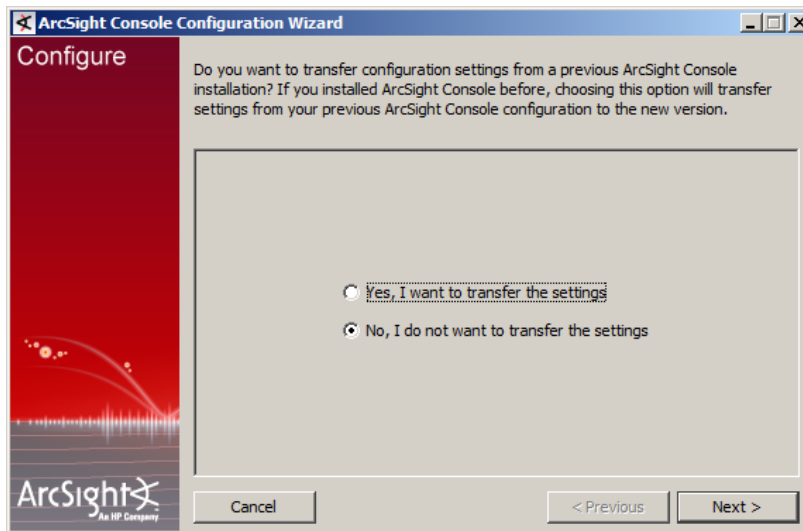 ArcSight Console Configuration Wizard
Configure
Do you want to transfer configuration settings from a previous ArcSight Console
installation? If you installed ArcSight Console before, choosing this option will transfer
settings from your previous ArcSight Console configuration to the new version.
Yes, I want to transfer the settings
No, I do not want to transfer the settings
ArcSight
An HP Company
Cancel
< Previous
Next >